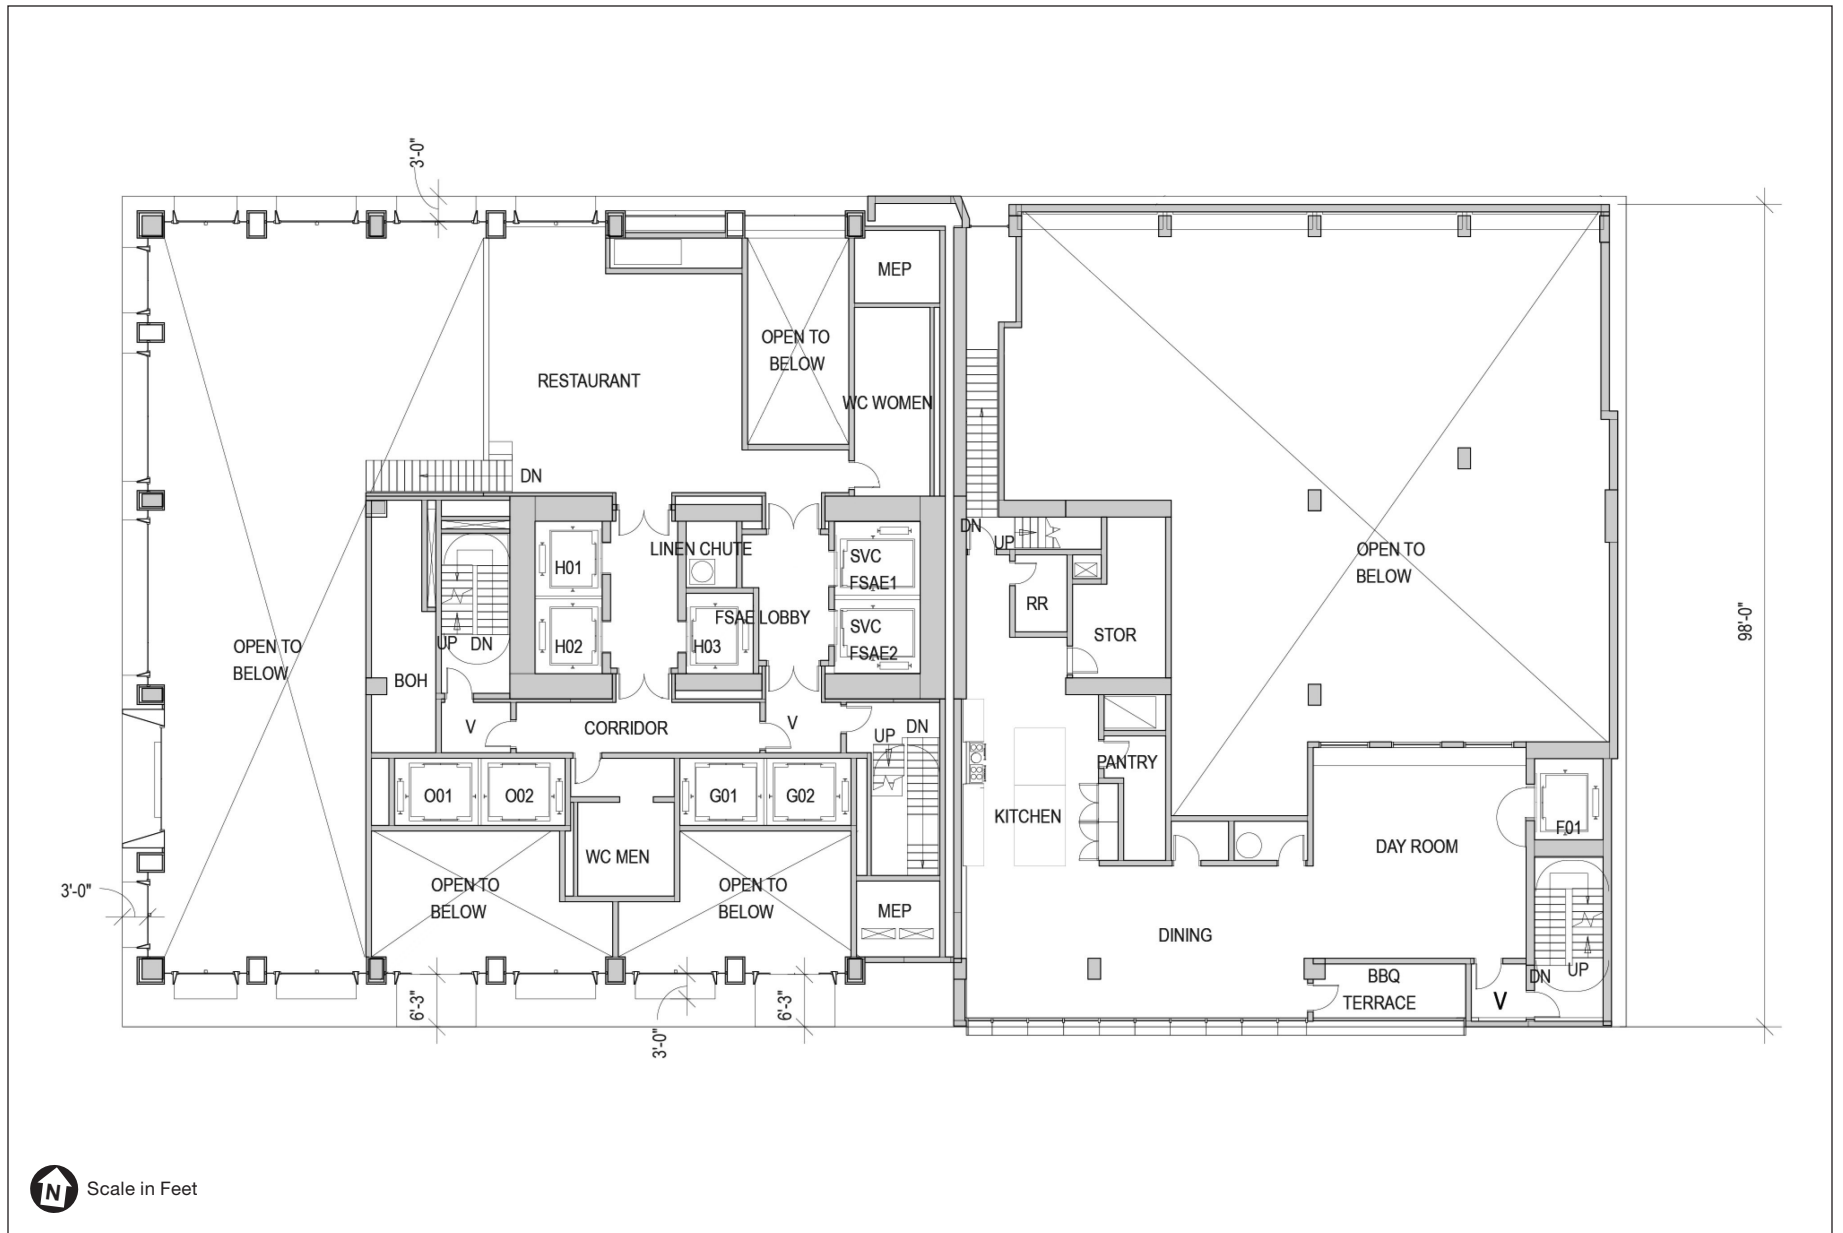 3'-0"
MEP
OPEN TO
BELOW
RESTAURANT
WC WOMEN
DN
98'-0"
DN
UP
LINEN CHUTE
SVC
FSAE1
OPEN TO
BELOW
H01
RR
FSAE LOBBY
SVC
FSAE2
STOR
UP
DN
H02
H03
OPEN TO
BELOW
BOH
V
CORRIDOR
V
UP
DN
PANTRY
O01
O02
G01
G02
KITCHEN
F01
DAY ROOM
WC MEN
OPEN TO
BELOW
OPEN TO
BELOW
3'-0"
MEP
DINING
BBQ
TERRACE
DN
UP
V
6'-3"
3'-0"
6'-3"
N
Scale in Feet